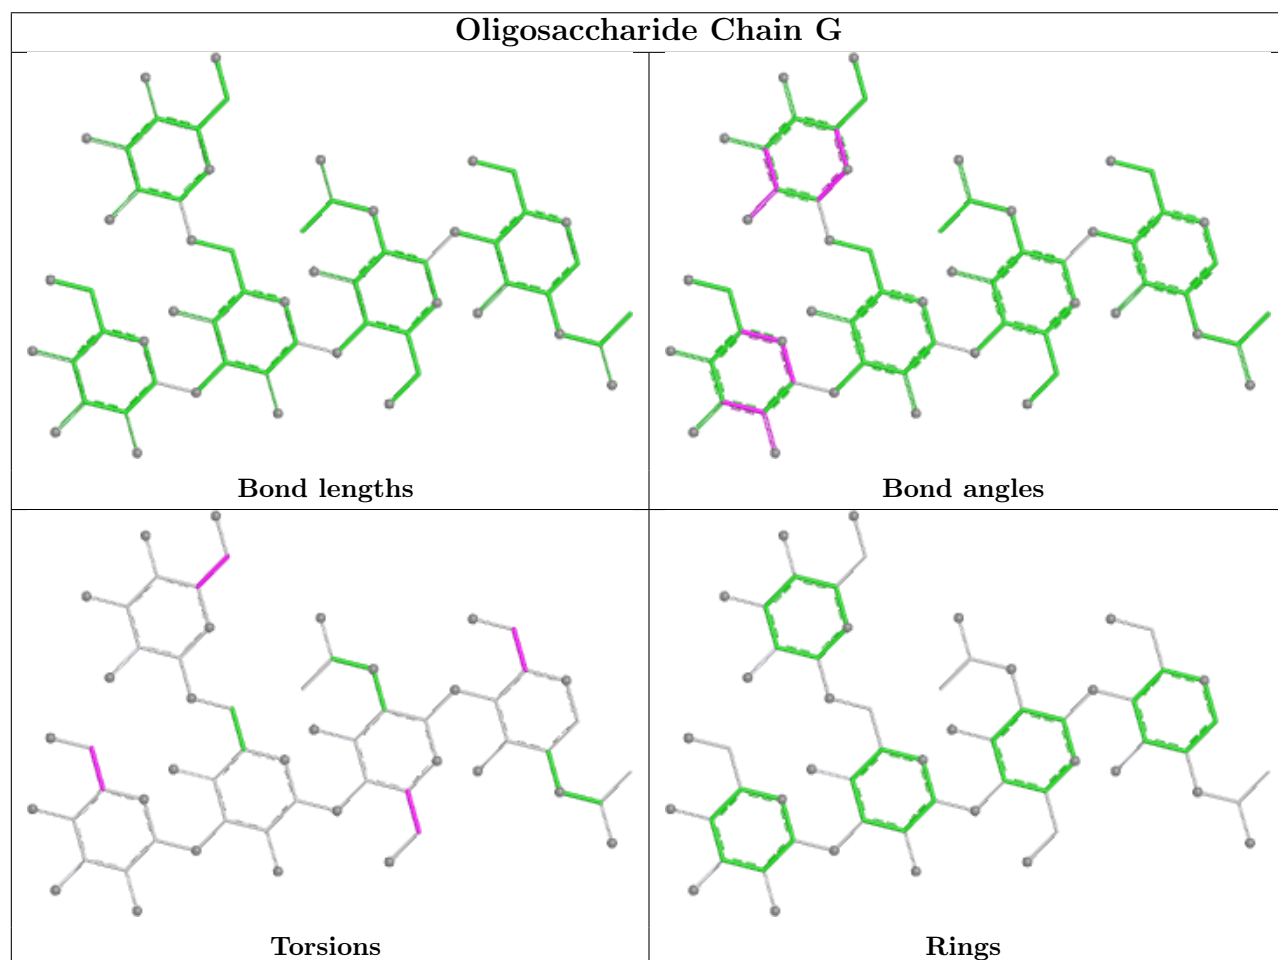 Oligosaccharide Chain G
Bond lengths
Bond angles
Torsions
Rings